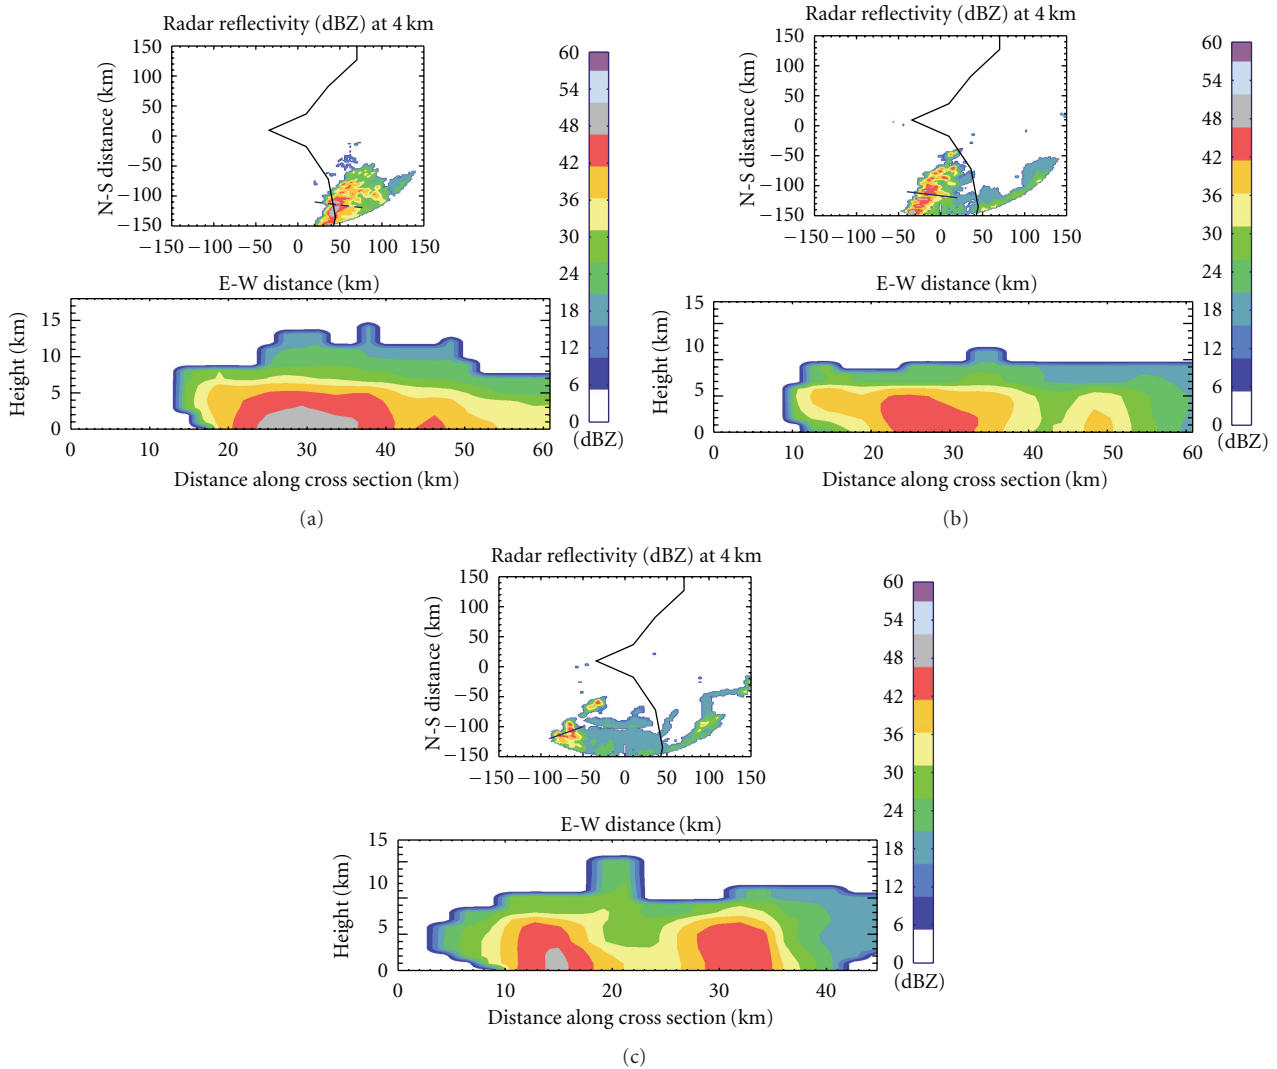 Radar reflectivity (dBZ) at 4 km
N-S distance (km)
150
100
50
0
−50
−100
−150
−150 −100 −50 0 50 100 150
E-W distance (km)
60
54
48
42
36
30
24
18
12
6
0
(dBZ)
Height (km)
15
10
5
0
0 10 20 30 40 50 60
Distance along cross section (km)
(a)
Radar reflectivity (dBZ) at 4 km
N-S distance (km)
150
100
50
0
−50
−100
−150
−150 −100 −50 0 50 100 150
E-W distance (km)
60
54
48
42
36
30
24
18
12
6
0
(dBZ)
Height (km)
15
10
5
0
0 10 20 30 40 50 60
Distance along cross section (km)
(b)
Radar reflectivity (dBZ) at 4 km
N-S distance (km)
150
100
50
0
−50
−100
−150
−150 −100 −50 0 50 100 150
E-W distance (km)
60
54
48
42
36
30
24
18
12
6
0
(dBZ)
Height (km)
15
10
5
0
0 10 20 30 40
Distance along cross section (km)
(c)